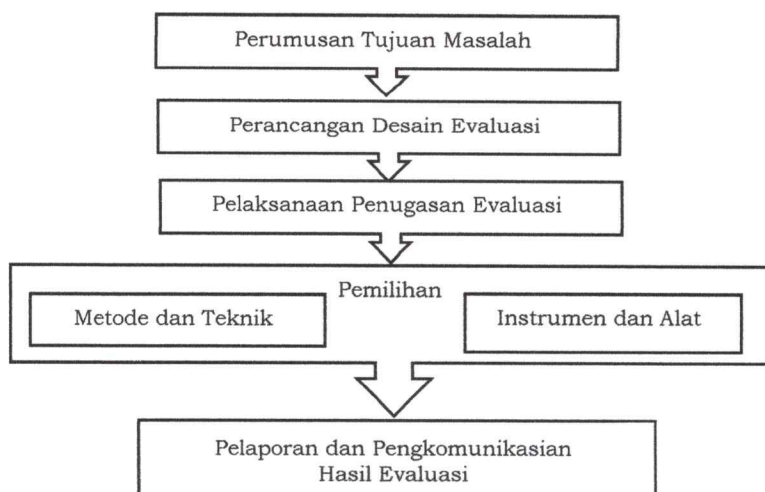 Perumusan Tujuan Masalah
Perancangan Desain Evaluasi
Pelaksanaan Penugasan Evaluasi
Pemilihan
Metode dan Teknik
Instrumen dan Alat
Pelaporan dan Pengkomunikasian
Hasil Evaluasi